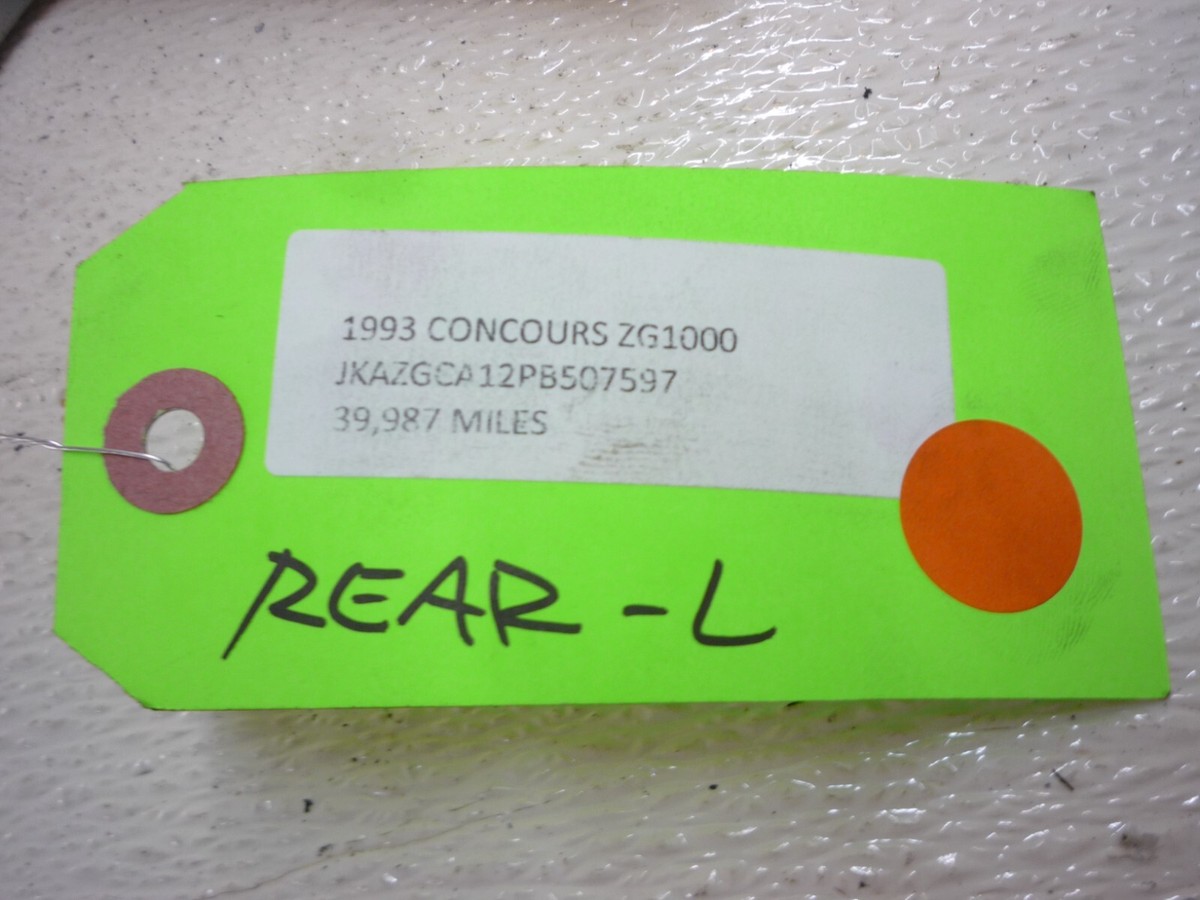 1993 CONCOURS ZG1000
JKAZGCA12PB507597
39,987 MILES
REAR-L